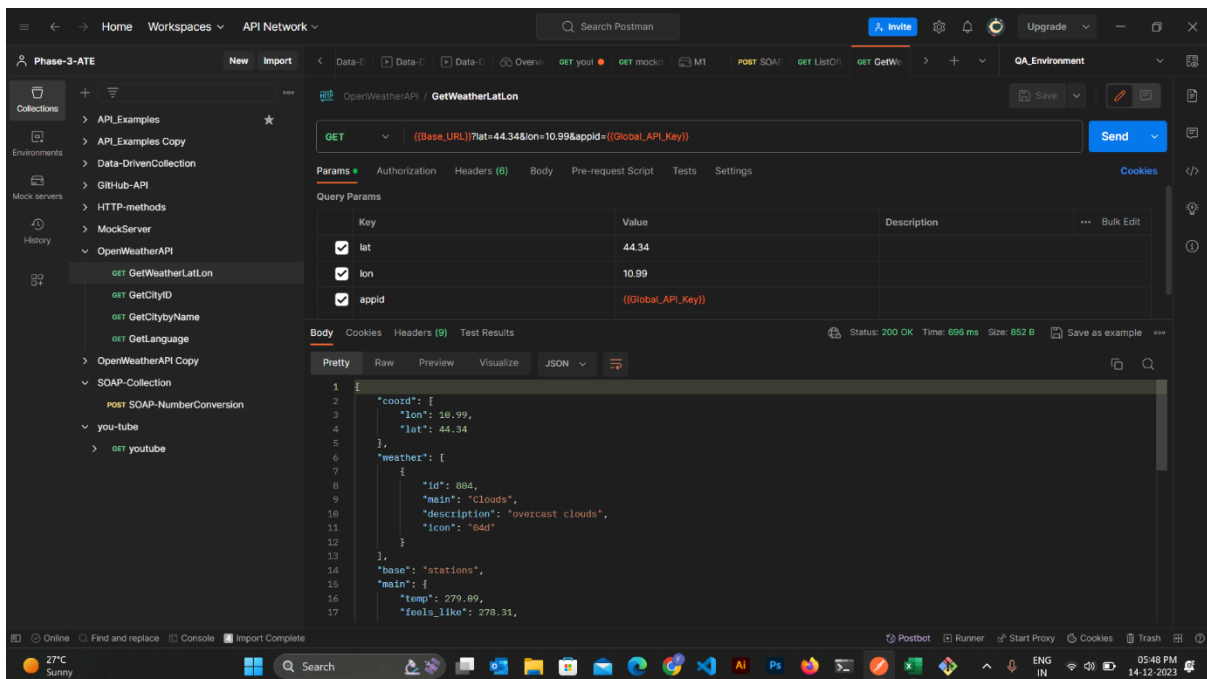 Home Workspaces API Network Search Postman Invite Upgrade
Phase-3-ATE New Import Data-D Data-D Data-D Overvi GET yout GET mockd M1 POST SOAP GET ListOf GET GetWe QA_Environment
Collections
Environments
Mock servers
History
API_Examples
API_Examples Copy
Data-DrivenCollection
GitHub-API
HTTP-methods
MockServer
OpenWeatherAPI
GET GetWeatherLatLon
GET GetCityID
GET GetCitybyName
GET GetLanguage
OpenWeatherAPI Copy
SOAP-Collection
POST SOAP-NumberConversion
you-tube
GET youtube
HTTP OpenWeatherAPI / GetWeatherLatLon Save
GET {{Base_URL}}?lat=44.34&lon=10.99&appid={{Global_API_Key}} Send
Params Authorization Headers (6) Body Pre-request Script Tests Settings Cookies
Query Params
Key Value Description Bulk Edit
lat 44.34
lon 10.99
appid {{Global_API_Key}}
Body Cookies Headers (9) Test Results Status: 200 OK Time: 696 ms Size: 852 B Save as example
Pretty Raw Preview Visualize JSON
1 {
2 "coord": {
3 "lon": 10.99,
4 "lat": 44.34
5 },
6 "weather": [
7 {
8 "id": 804,
9 "main": "Clouds",
10 "description": "overcast clouds",
11 "icon": "04d"
12 }
13 ],
14 "base": "stations",
15 "main": {
16 "temp": 279.09,
17 "feels_like": 278.31,
Online Find and replace Console Import Complete Postbot Runner Start Proxy Cookies Trash
27°C
Sunny
Search
Ai Ps
ENG
IN
05:48 PM
14-12-2023